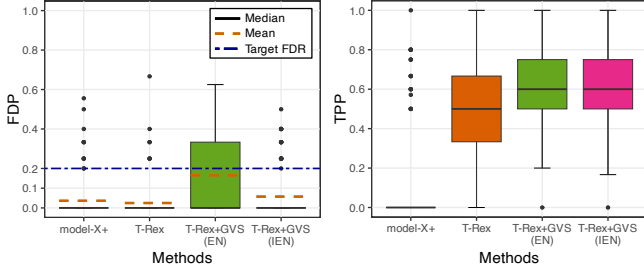 1.0
0.8
0.6
0.4
0.2
0.1
0.0
FDP
Median
Mean
Target FDR
model-X+
T-Rex
T-Rex+GVS
(EN)
T-Rex+GVS
(IEN)
Methods
1.0
0.8
0.6
0.4
0.2
0.0
TPP
model-X+
T-Rex
T-Rex+GVS
(EN)
T-Rex+GVS
(IEN)
Methods